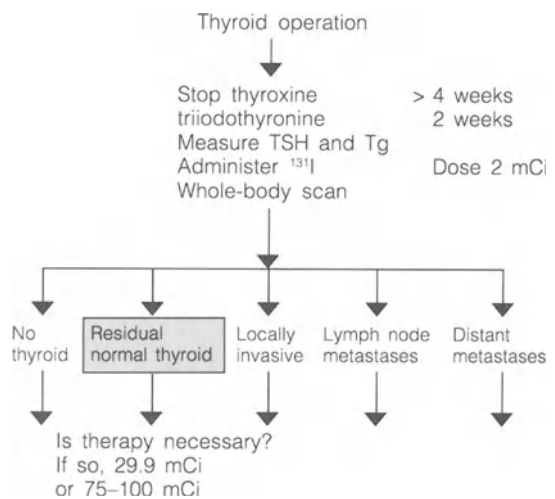 Thyroid operation
Stop thyroxine > 4 weeks
triiodothyronine 2 weeks
Measure TSH and Tg
Administer ¹³¹I Dose 2 mCi
Whole-body scan
No thyroid
Residual normal thyroid
Locally invasive
Lymph node metastases
Distant metastases
Is therapy necessary?
If so, 29.9 mCi
or 75–100 mCi